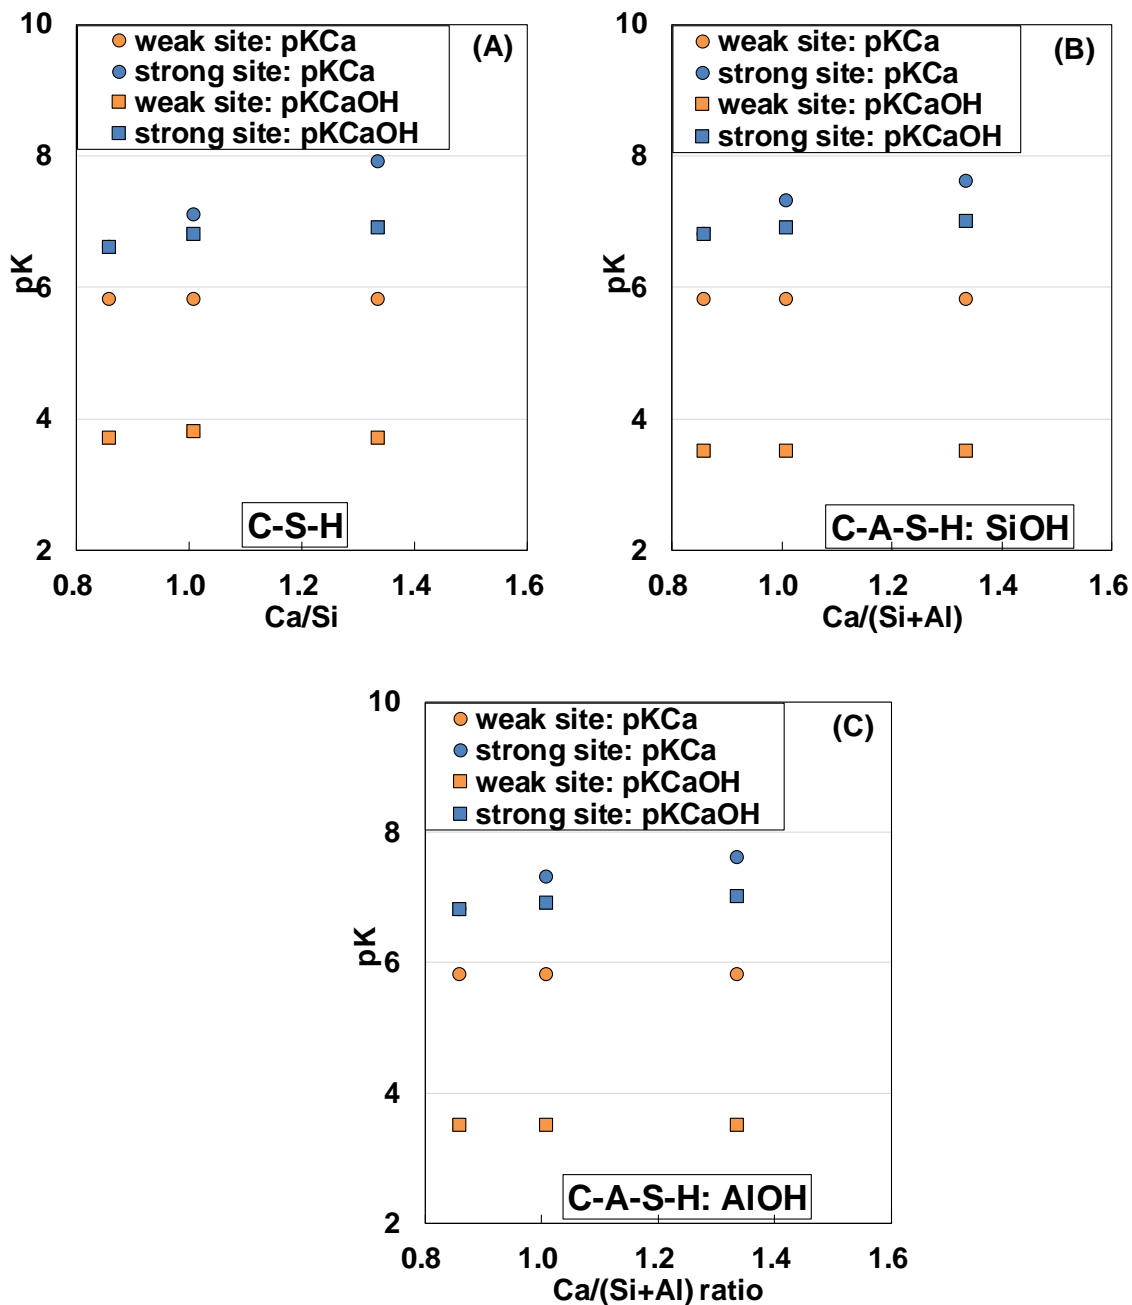 10
8
6
4
2
pK
weak site: pKCa
strong site: pKCa
weak site: pKCaOH
strong site: pKCaOH
(A)
C-S-H
0.8 1.0 1.2 1.4 1.6
Ca/Si
10
8
6
4
2
pK
weak site: pKCa
strong site: pKCa
weak site: pKCaOH
strong site: pKCaOH
(B)
C-A-S-H: SiOH
0.8 1.0 1.2 1.4 1.6
Ca/(Si+Al)
10
8
6
4
2
pK
weak site: pKCa
strong site: pKCa
weak site: pKCaOH
strong site: pKCaOH
(C)
C-A-S-H: AlOH
0.8 1.0 1.2 1.4 1.6
Ca/(Si+Al) ratio